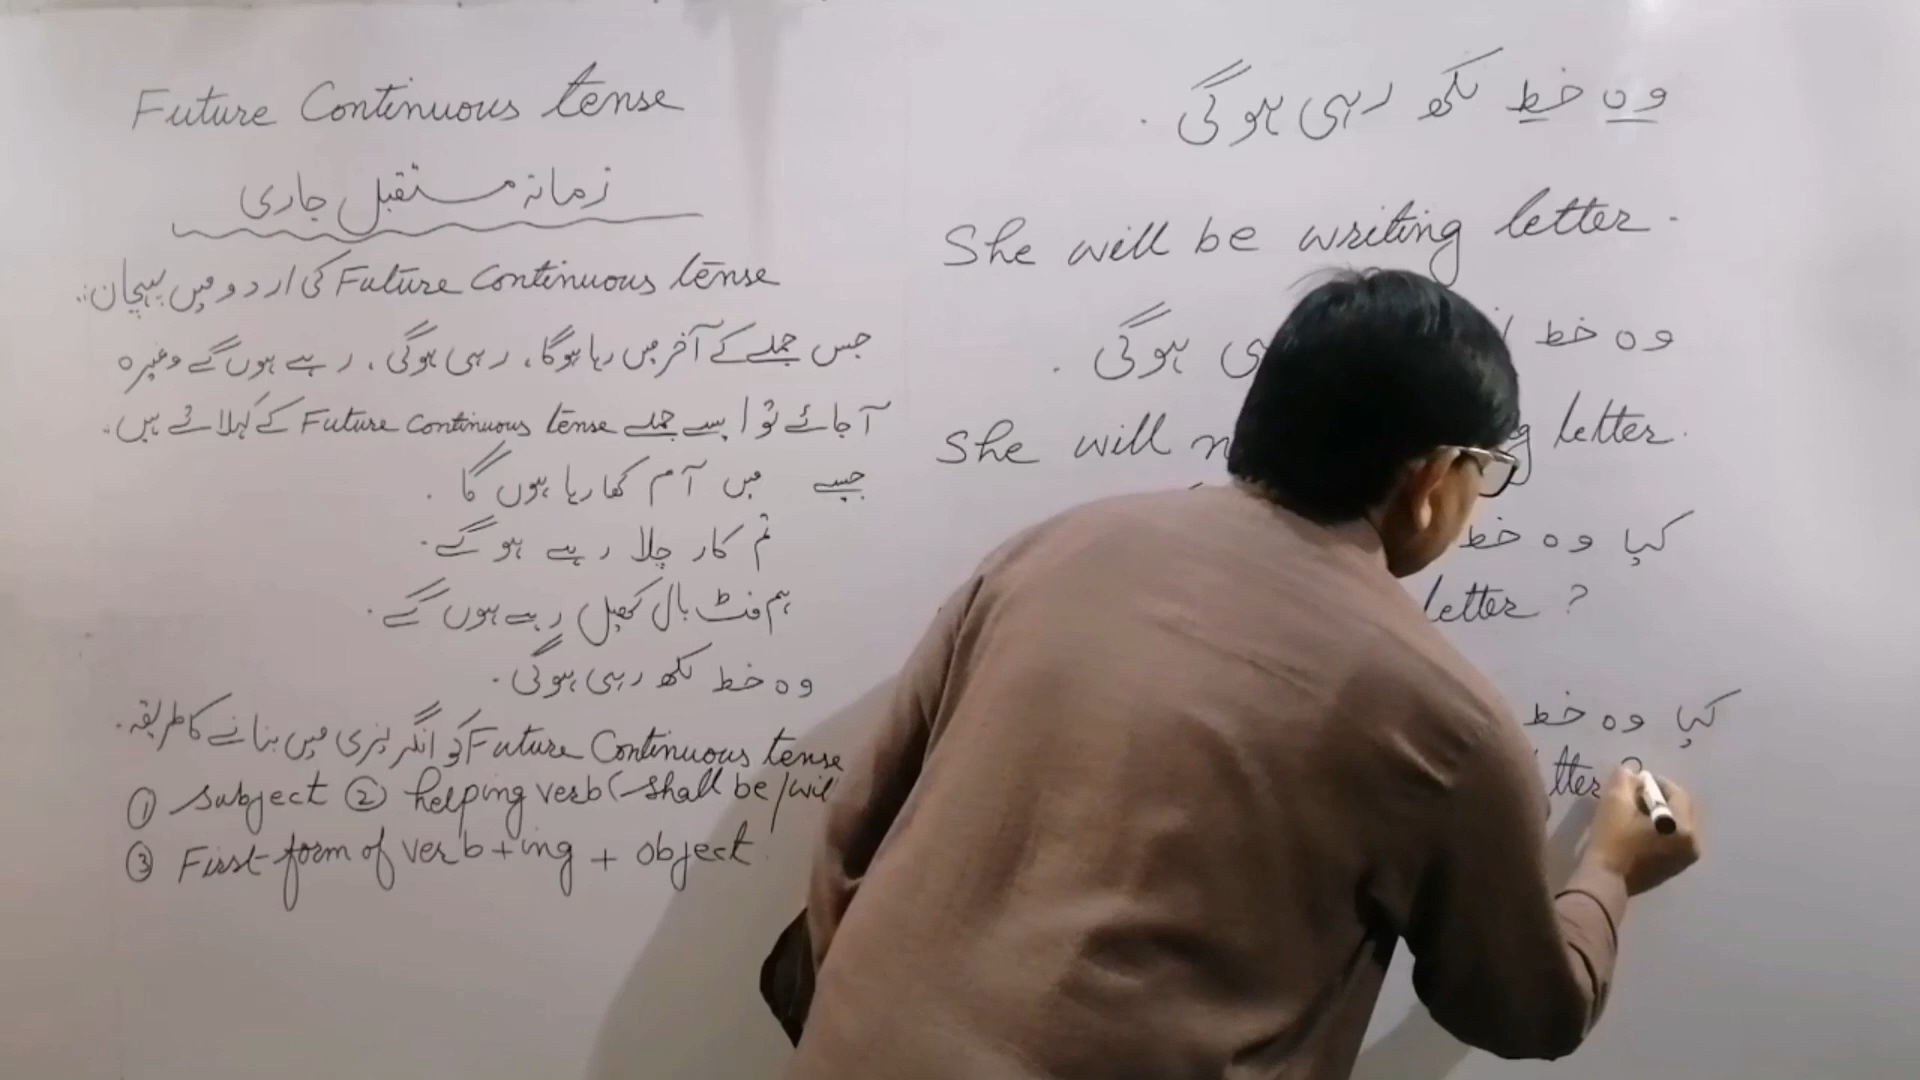 Future Continuous tense
زمانہ مستقبل جاری
Future Continuous tense کی اردو میں پہچان:
جس جملے کے آخر میں رہا ہوگا، رہی ہوگی، رہے ہوں گے وغیرہ
آجائے تو ایسے جملے Future Continuous tense کے کہلاتے ہیں۔
جیسے میں آم کھا رہا ہوں گا۔
تم کار چلا رہے ہو گے۔
ہم فٹ بال کھیل رہے ہوں گے۔
وہ خط لکھ رہی ہوگی۔
Future Continuous tense کو انگریزی میں بنانے کا طریقہ۔
① subject ② helping verb (shall be/wil
③ First form of verb + ing + object
وہ خط لکھ رہی ہوگی۔
She will be writing letter.
وہ خط ہوگی۔
She will letter.
کیا وہ خط
letter ?
کیا وہ خط